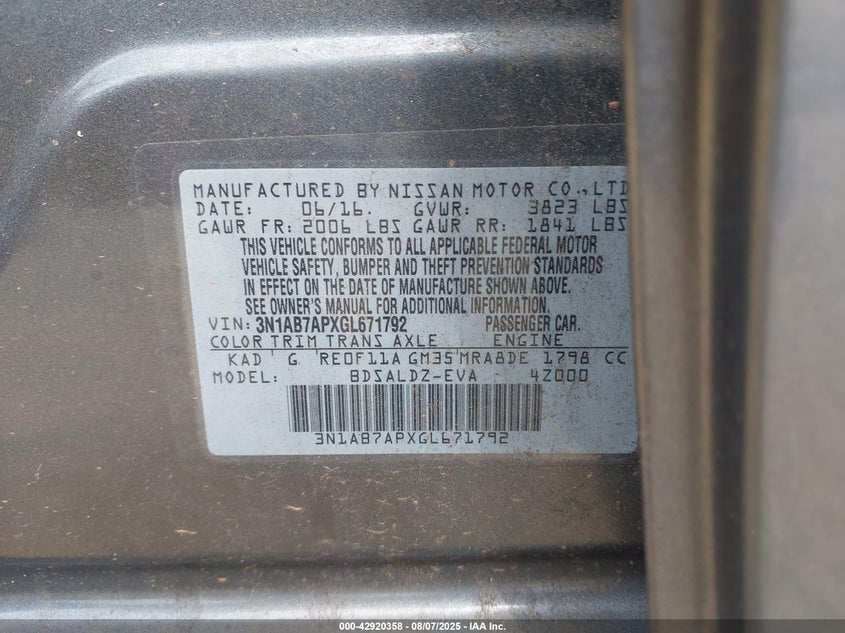 MANUFACTURED BY NISSAN MOTOR CO.,LTD
DATE: 06/16. GVWR: 3823 LBS
GAWR FR: 2006 LBS GAWR RR: 1841 LBS
THIS VEHICLE CONFORMS TO ALL APPLICABLE FEDERAL MOTOR
VEHICLE SAFETY, BUMPER AND THEFT PREVENTION STANDARDS
IN EFFECT ON THE DATE OF MANUFACTURE SHOWN ABOVE.
SEE OWNER'S MANUAL FOR ADDITIONAL INFORMATION.
VIN: 3N1AB7APXGL671792 PASSENGER CAR.
COLOR TRIM TRANS AXLE ENGINE
KAD G RE0F11A GM35 MRA8DE 1798 CC
MODEL: BDSALDZ-EVA 4Z000
3N1AB7APXGL671792
000-42920358 - 08/07/2025 - IAA Inc.